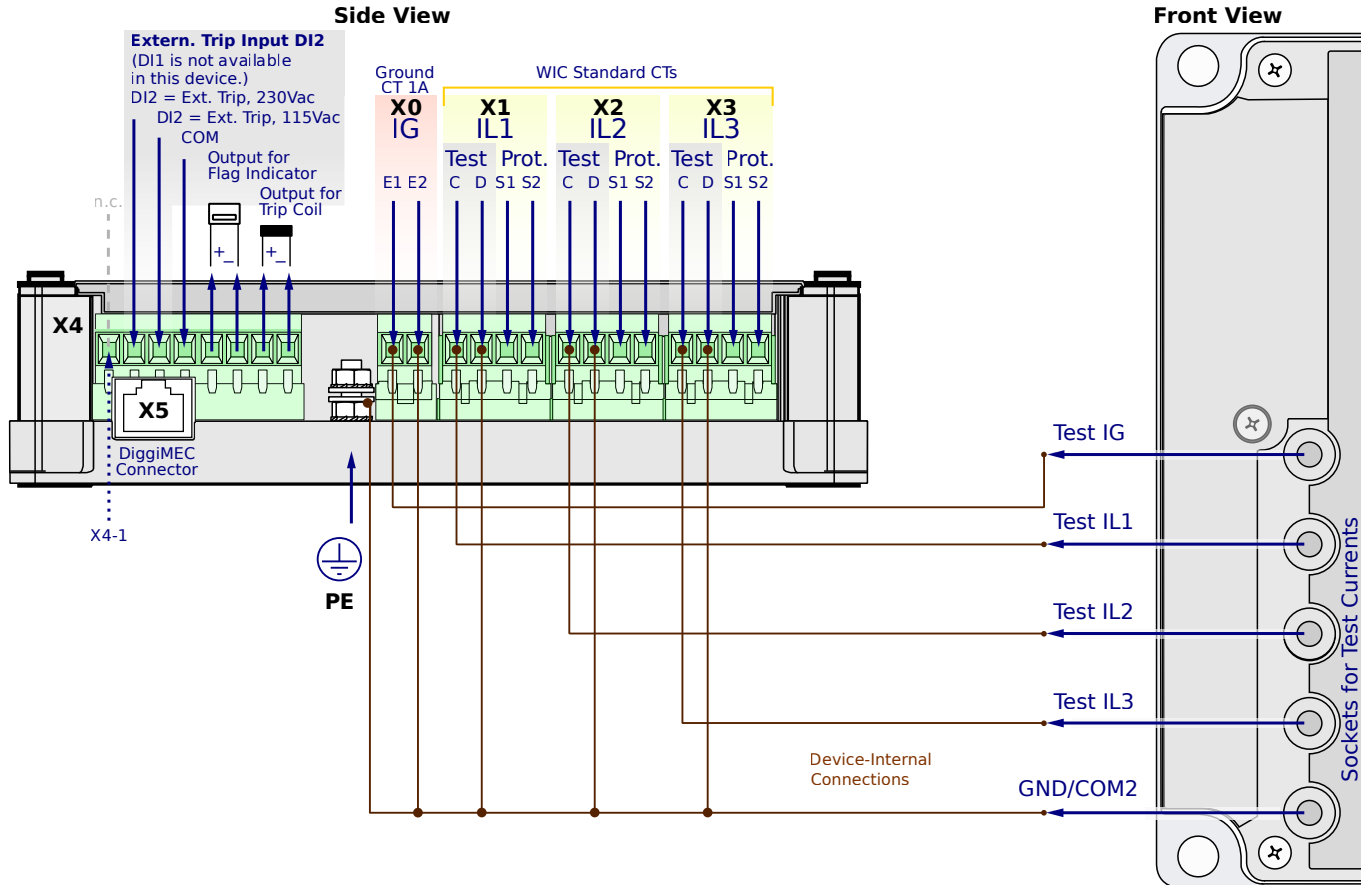 Side View
Front View
Extern. Trip Input DI2
(DI1 is not available
in this device.)
DI2 = Ext. Trip, 230Vac
DI2 = Ext. Trip, 115Vac
COM
Output for
Flag Indicator
Output for
Trip Coil
n.c.
+ –
+ –
Ground
CT 1A
WIC Standard CTs
X0
IG
X1
IL1
X2
IL2
X3
IL3
Test Prot.
Test Prot.
Test Prot.
E1 E2
C D S1 S2
C D S1 S2
C D S1 S2
X4
X5
DiggiMEC
Connector
X4-1
PE
Test IG
Test IL1
Test IL2
Test IL3
GND/COM2
Device-Internal
Connections
Sockets for Test Currents